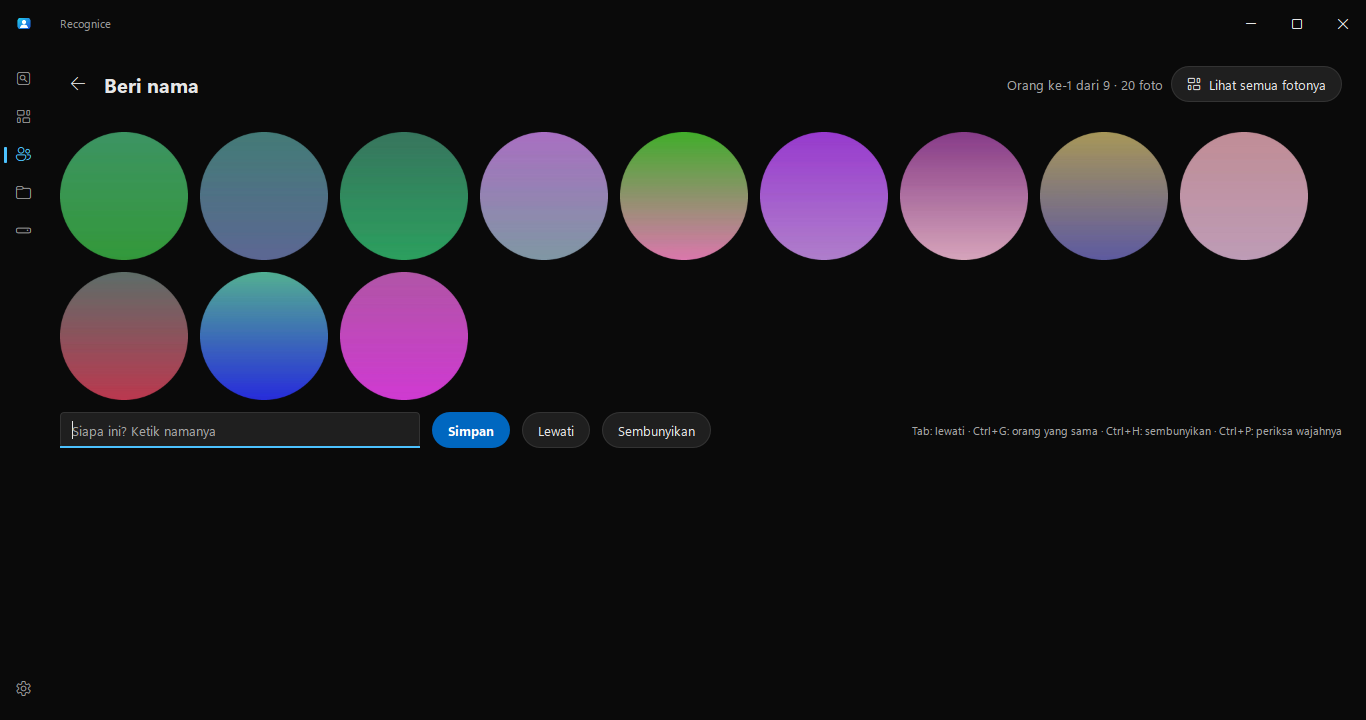 Recognice
Beri nama
Orang ke-1 dari 9 · 20 foto
Lihat semua fotonya
Siapa ini? Ketik namanya
Simpan
Lewati
Sembunyikan
Tab: lewati · Ctrl+G: orang yang sama · Ctrl+H: sembunyikan · Ctrl+P: periksa wajahnya